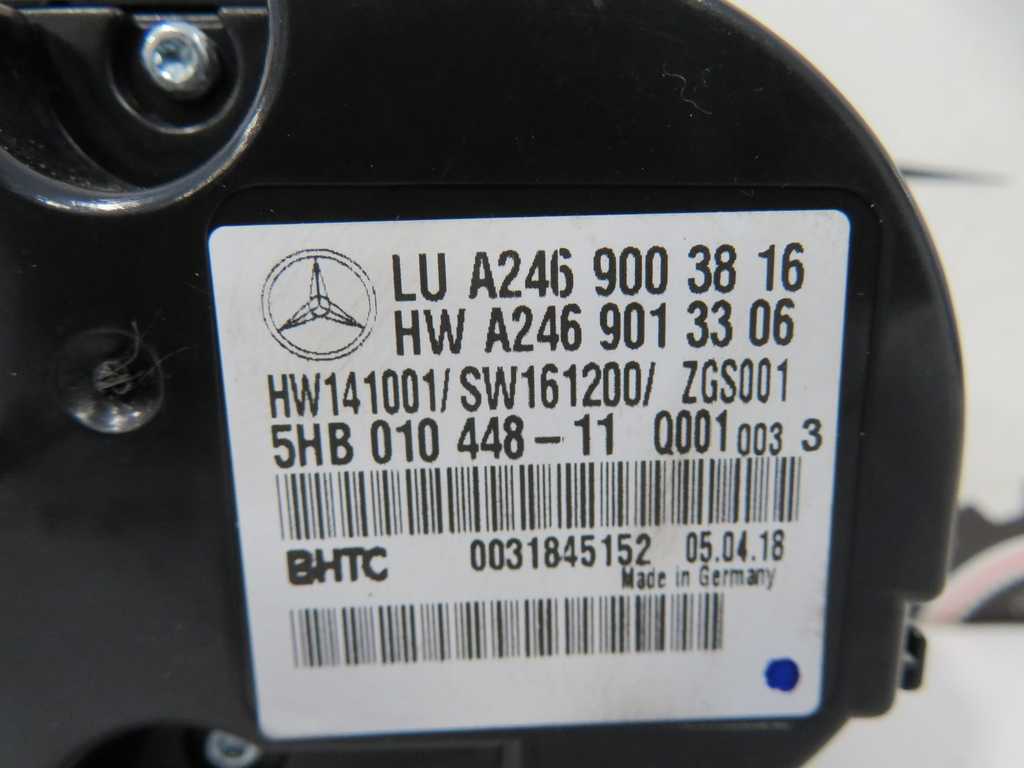 LU A246 900 38 16
HW A246 901 33 06
HW141001/ SW161200/ ZGS001
5HB 010 448-11 Q001 003 3
BHTC 0031845152 05.04.18
Made in Germany